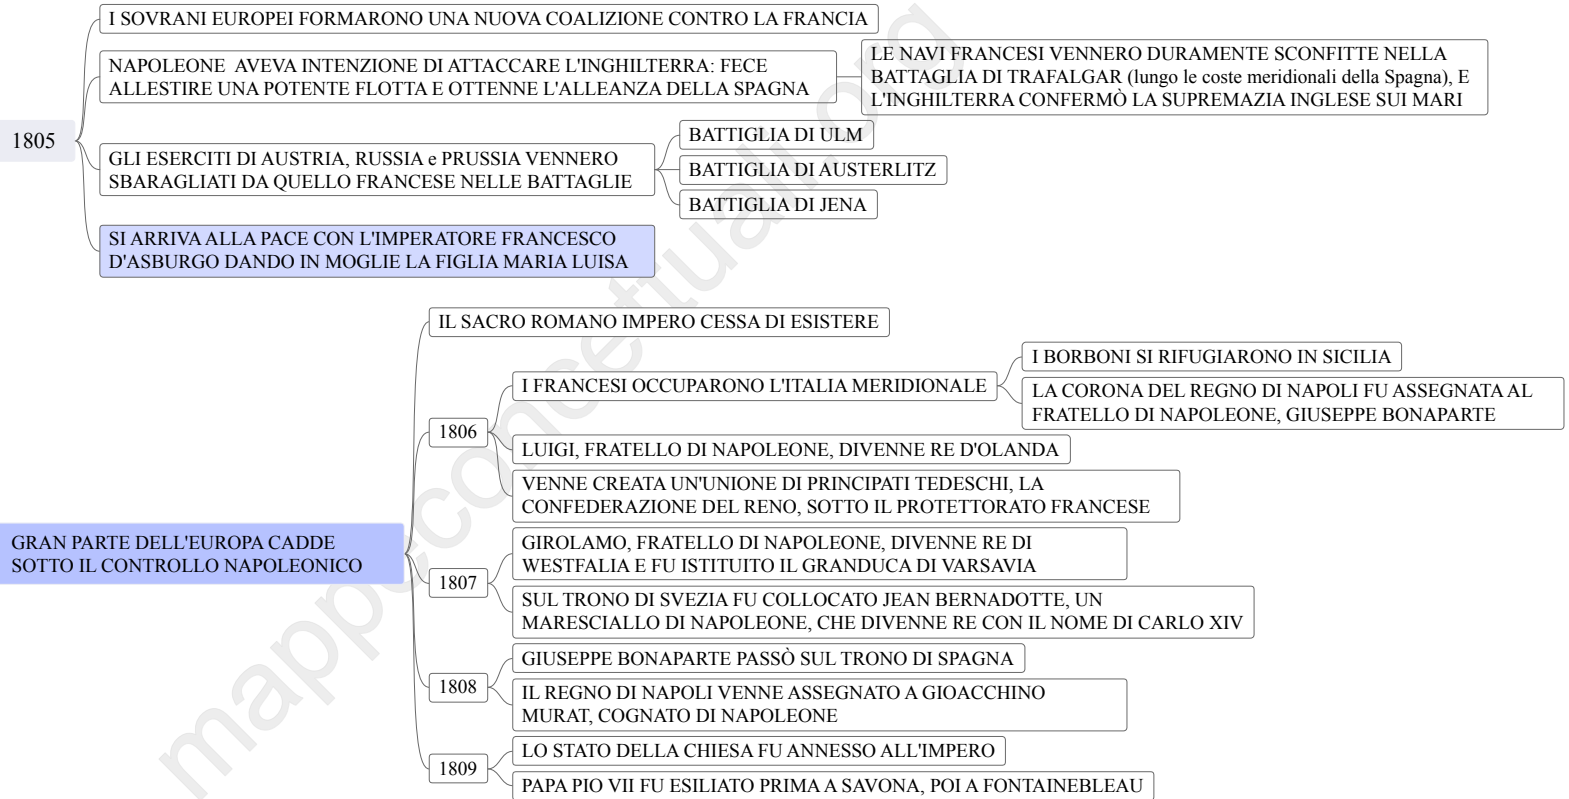 I SOVRANI EUROPEI FORMARONO UNA NUOVA COALIZIONE CONTRO LA FRANCIA
NAPOLEONE AVEVA INTENZIONE DI ATTACCARE L'INGHILTERRA: FECE
ALLESTIRE UNA POTENTE FLOTTA E OTTENNE L'ALLEANZA DELLA SPAGNA
LE NAVI FRANCESI VENNERO DURAMENTE SCONFITTE NELLA
BATTAGLIA DI TRAFALGAR (lungo le coste meridionali della Spagna), E
L'INGHILTERRA CONFERMÒ LA SUPREMAZIA INGLESE SUI MARI
1805
GLI ESERCITI DI AUSTRIA, RUSSIA e PRUSSIA VENNERO
SBARAGLIATI DA QUELLO FRANCESE NELLE BATTAGLIE
BATTIGLIA DI ULM
BATTIGLIA DI AUSTERLITZ
BATTIGLIA DI JENA
SI ARRIVA ALLA PACE CON L'IMPERATORE FRANCESCO
D'ASBURGO DANDO IN MOGLIE LA FIGLIA MARIA LUISA
GRAN PARTE DELL'EUROPA CADDE
SOTTO IL CONTROLLO NAPOLEONICO
IL SACRO ROMANO IMPERO CESSA DI ESISTERE
1806
I FRANCESI OCCUPARONO L'ITALIA MERIDIONALE
I BORBONI SI RIFUGIARONO IN SICILIA
LA CORONA DEL REGNO DI NAPOLI FU ASSEGNATA AL
FRATELLO DI NAPOLEONE, GIUSEPPE BONAPARTE
LUIGI, FRATELLO DI NAPOLEONE, DIVENNE RE D'OLANDA
VENNE CREATA UN'UNIONE DI PRINCIPATI TEDESCHI, LA
CONFEDERAZIONE DEL RENO, SOTTO IL PROTETTORATO FRANCESE
1807
GIROLAMO, FRATELLO DI NAPOLEONE, DIVENNE RE DI
WESTFALIA E FU ISTITUITO IL GRANDUCA DI VARSAVIA
SUL TRONO DI SVEZIA FU COLLOCATO JEAN BERNADOTTE, UN
MARESCIALLO DI NAPOLEONE, CHE DIVENNE RE CON IL NOME DI CARLO XIV
1808
GIUSEPPE BONAPARTE PASSÒ SUL TRONO DI SPAGNA
IL REGNO DI NAPOLI VENNE ASSEGNATO A GIOACCHINO
MURAT, COGNATO DI NAPOLEONE
1809
LO STATO DELLA CHIESA FU ANNESSO ALL'IMPERO
PAPA PIO VII FU ESILIATO PRIMA A SAVONA, POI A FONTAINEBLEAU
mappeconcettuali.org